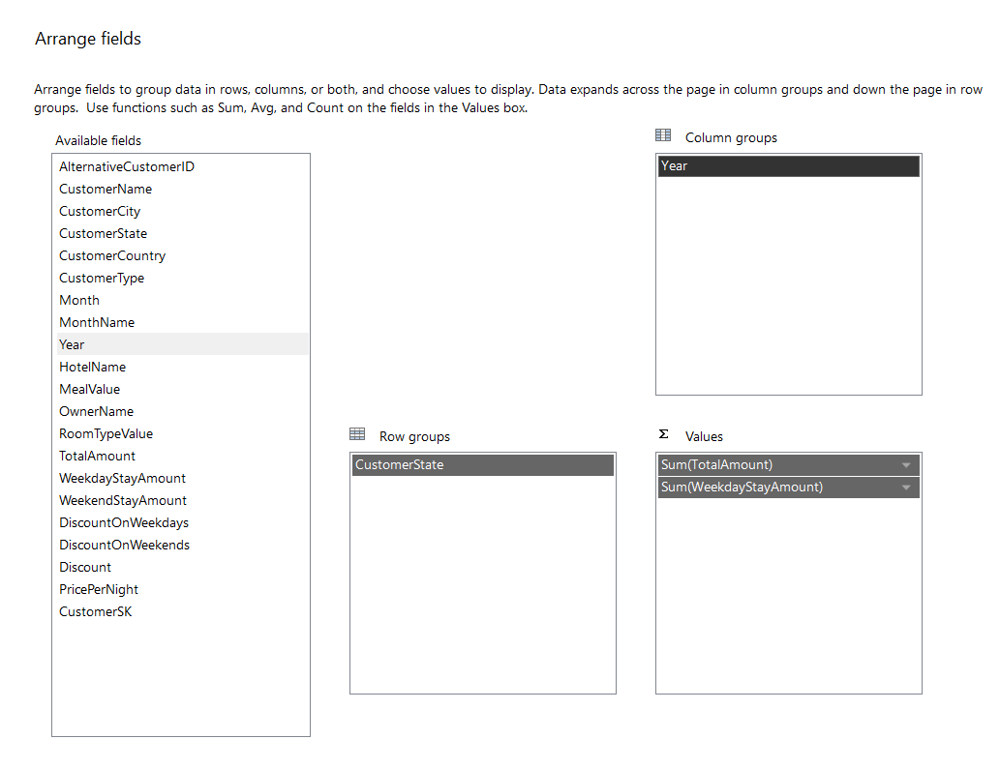 Arrange fields
Arrange fields to group data in rows, columns, or both, and choose values to display. Data expands across the page in column groups and down the page in row
groups.  Use functions such as Sum, Avg, and Count on the fields in the Values box.
Available fields
AlternativeCustomerID
CustomerName
CustomerCity
CustomerState
CustomerCountry
CustomerType
Month
MonthName
Year
HotelName
MealValue
OwnerName
RoomTypeValue
TotalAmount
WeekdayStayAmount
WeekendStayAmount
DiscountOnWeekdays
DiscountOnWeekends
Discount
PricePerNight
CustomerSK
Column groups
Year
Row groups
CustomerState
Σ Values
Sum(TotalAmount)
Sum(WeekdayStayAmount)